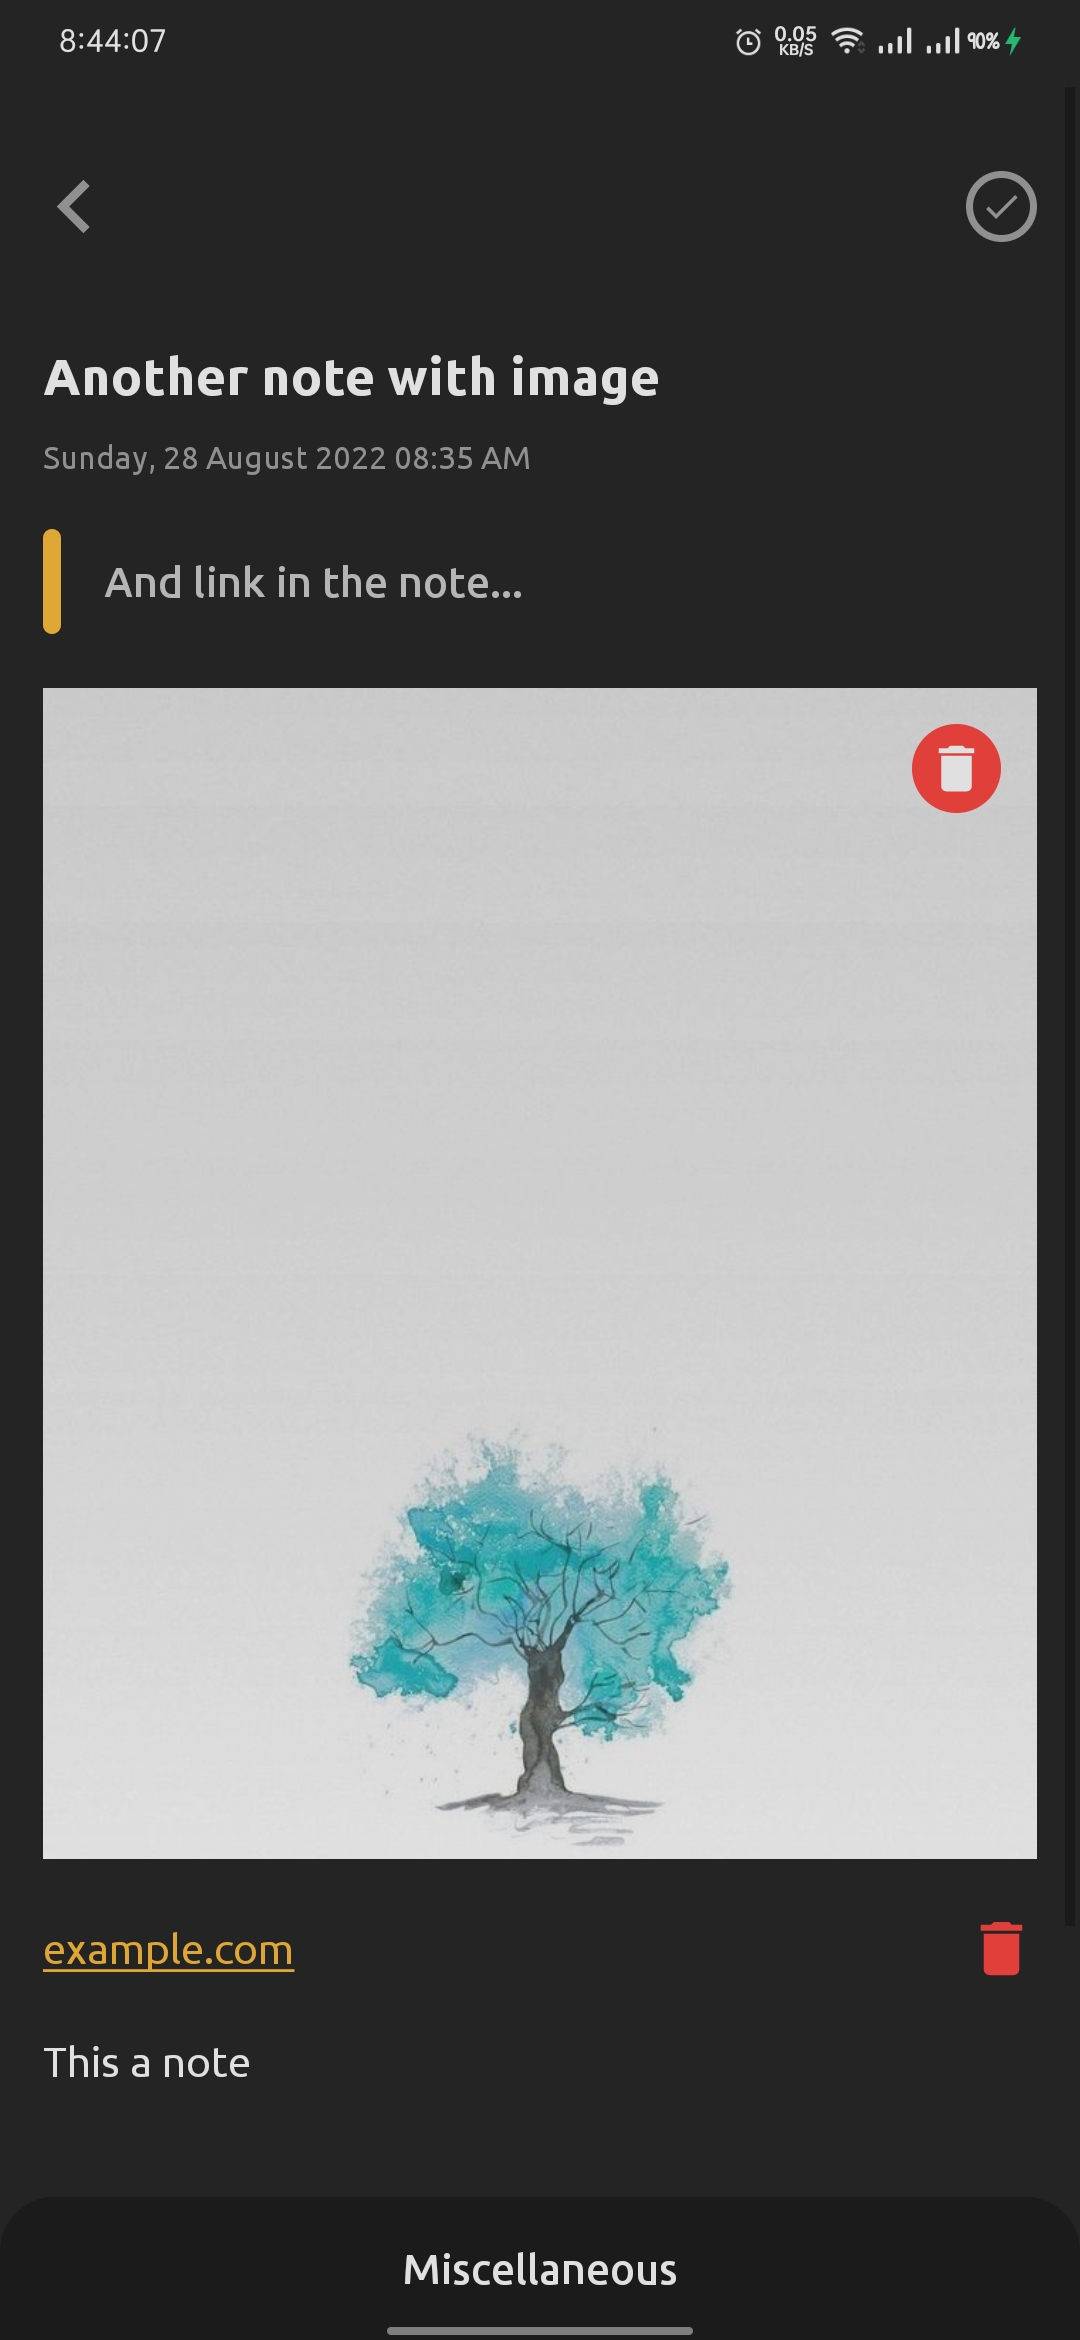 8:44:07
0.05
KB/S
90%
Another note with image
Sunday, 28 August 2022 08:35 AM
And link in the note...
example.com
This a note
Miscellaneous